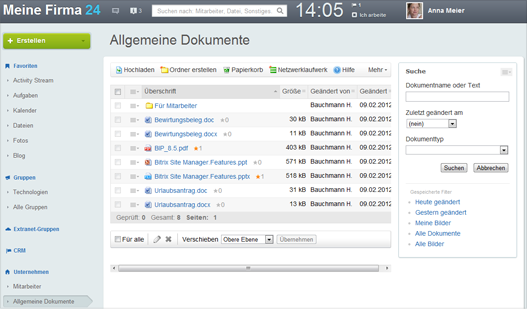 Meine Firma 24
3
Suchen nach: Mitarbeiter, Datei, Sonstiges
14:05
1
Ich arbeite
Anna Meier
+ Erstellen
Favoriten
Activity Stream
Aufgaben
Kalender
Dateien
Fotos
Blog
Gruppen
Technologien
Alle Gruppen
Extranet-Gruppen
CRM
Unternehmen
Mitarbeiter
Allgemeine Dokumente
Allgemeine Dokumente
Hochladen Ordner erstellen Papierkorb Netzwerklaufwerk Hilfe Mehr
Überschrift Größe Geändert von Geändert
Für Mitarbeiter Bauchmann H. 09.02.2012
Bewirtungsbeleg.doc 0 30 kB Bauchmann H. 09.02.2012
Bewirtungsbeleg.docx 0 11 kB Bauchmann H. 09.02.2012
BIP_8.5.pdf 1 403 kB Bauchmann H. 09.02.2012
Bitrix Site Manager Features.ppt 0 571 kB Bauchmann H. 09.02.2012
Bitrix Site Manager Features.pptx 1 518 kB Bauchmann H. 09.02.2012
Urlaubsantrag.doc 0 31 kB Bauchmann H. 09.02.2012
Urlaubsantrag.docx 0 13 kB Bauchmann H. 09.02.2012
Geprüft: 0 Gesamt: 8 Seiten: 1
Für alle Verschieben Obere Ebene Übernehmen
Suche
Dokumentname oder Text
Zuletzt geändert am
(nein)
Dokumenttyp
Suchen Abbrechen
Gespeicherte Filter
Heute geändert
Gestern geändert
Meine Bilder
Alle Dokumente
Alle Bilder